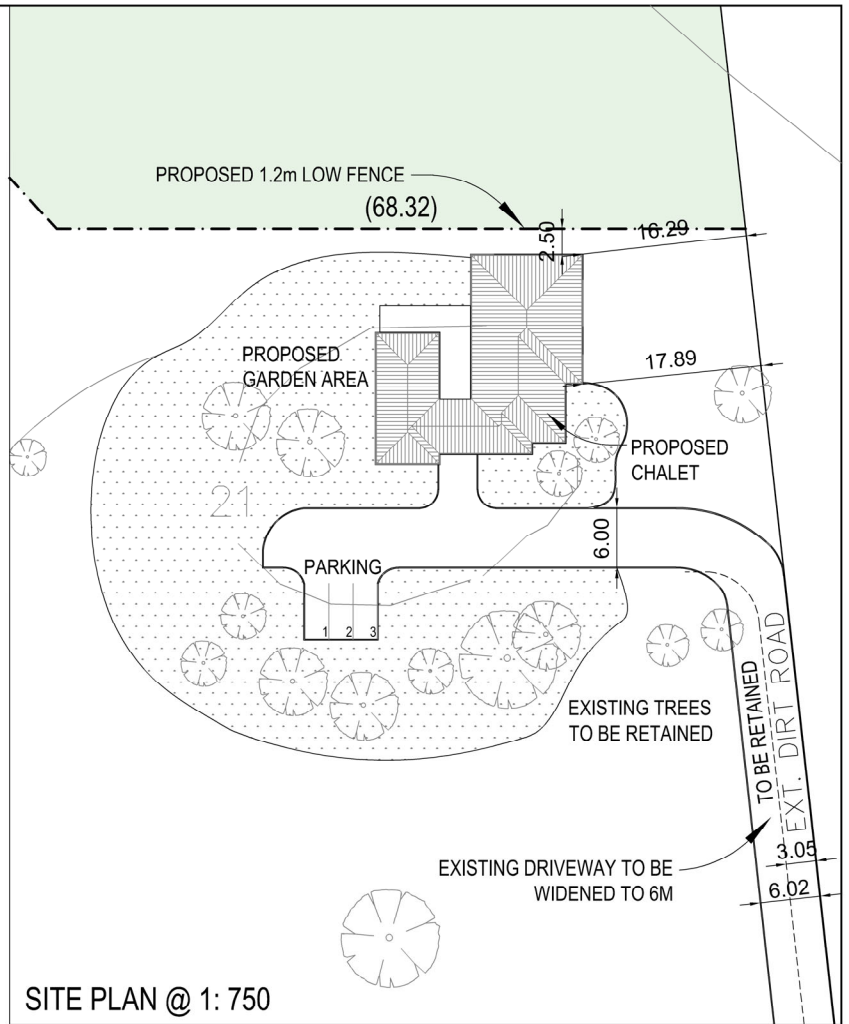 PROPOSED 1.2m LOW FENCE
(68.32)
2.50
16.29
17.89
PROPOSED
GARDEN AREA
PROPOSED
CHALET
21
6.00
PARKING
1 2 3
EXISTING TREES
TO BE RETAINED
TO BE RETAINED
EXT. DIRT ROAD
3.05
6.02
EXISTING DRIVEWAY TO BE
WIDENED TO 6M
SITE PLAN @ 1: 750